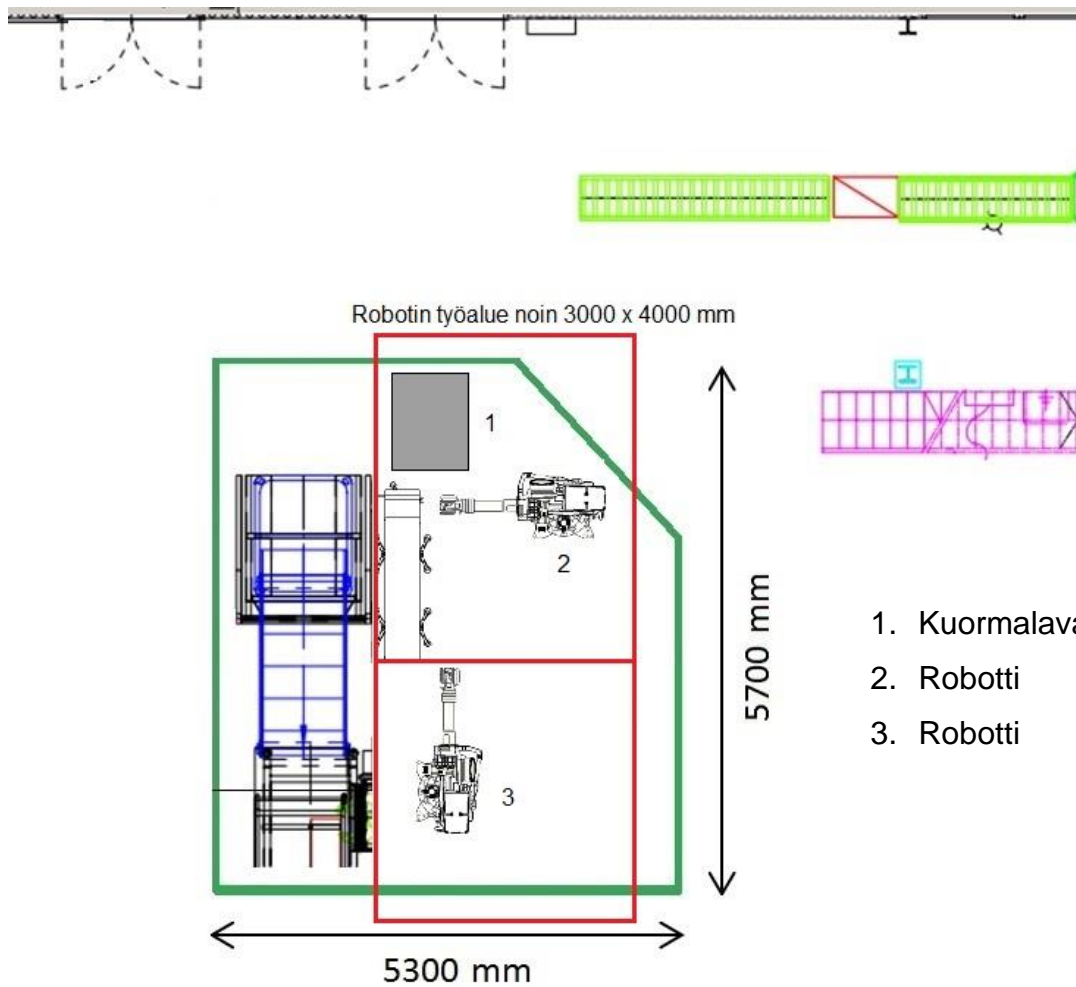 Robotin työalue noin 3000 x 4000 mm
1
2
3
5700 mm
5300 mm
1. Kuormalava
2. Robotti
3. Robotti